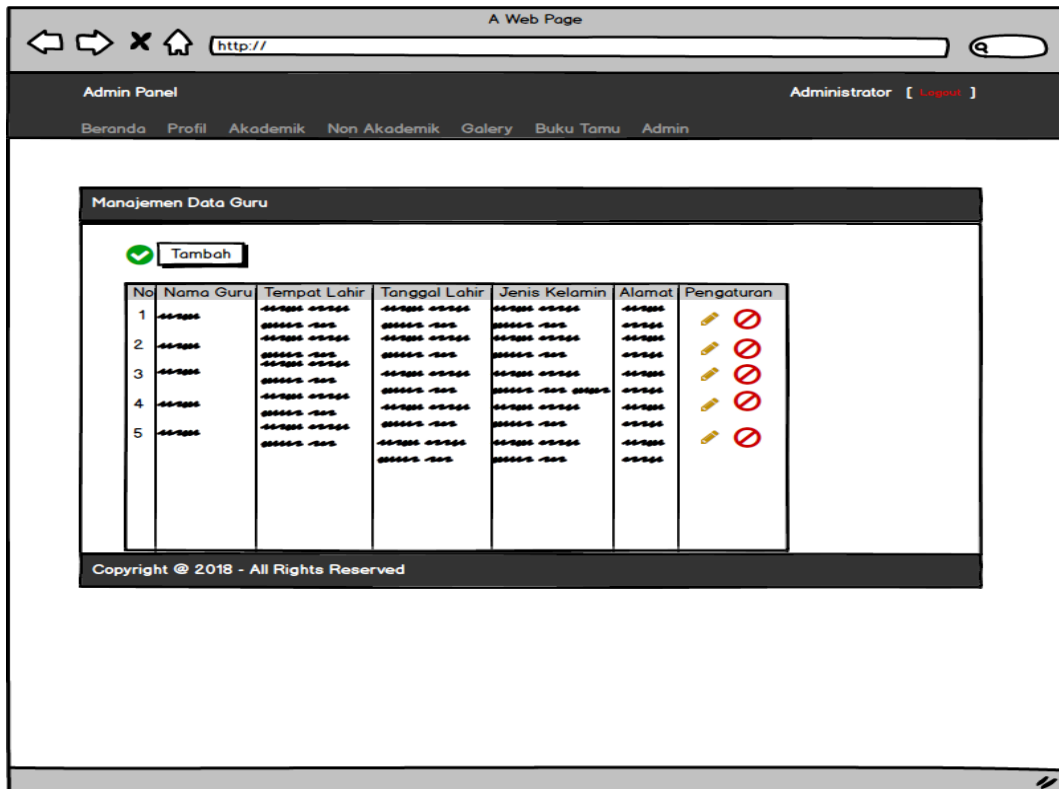 A Web Page
http://
Admin Panel Administrator [ Logout ]
Beranda Profil Akademik Non Akademik Galery Buku Tamu Admin
Manajemen Data Guru
Tambah
No Nama Guru Tempat Lahir Tanggal Lahir Jenis Kelamin Alamat Pengaturan
1
2
3
4
5
Copyright @ 2018 - All Rights Reserved